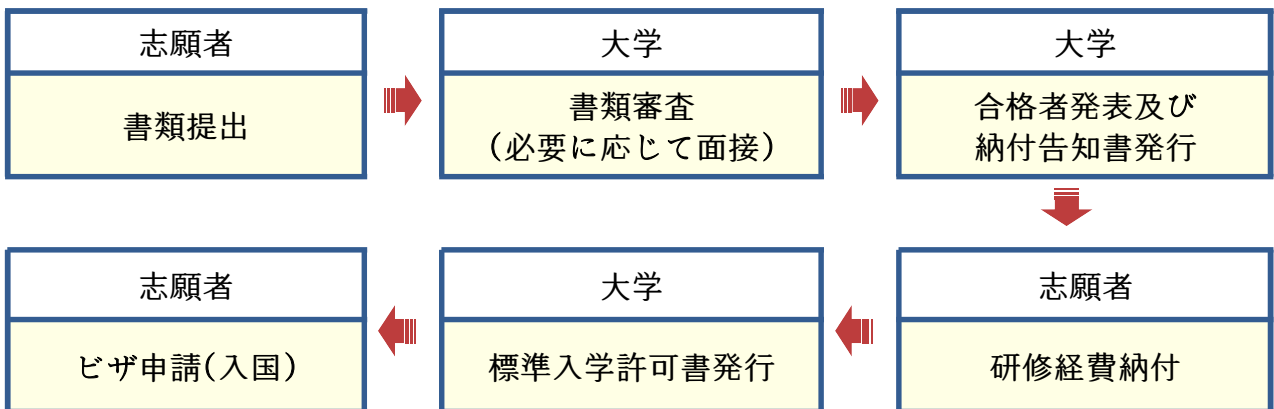 志願者
書類提出
大学
書類審査
(必要に応じて面接)
大学
合格者発表及び
納付告知書発行
志願者
研修経費納付
大学
標準入学許可書発行
志願者
ビザ申請(入国)